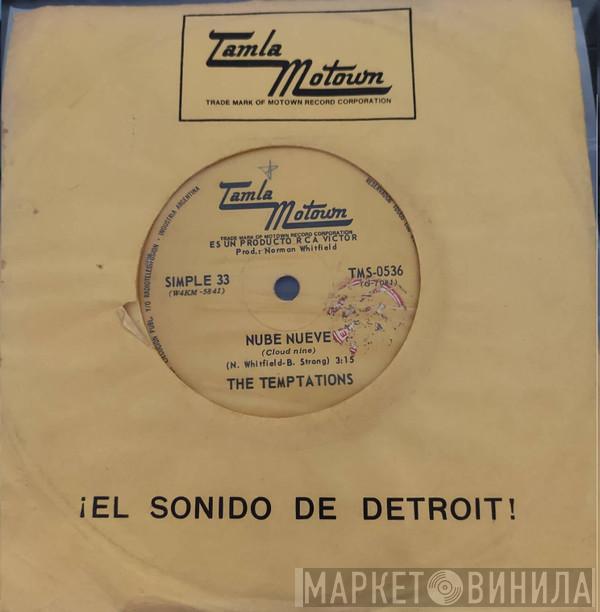 Tamla
Motown
TRADE MARK OF MOTOWN RECORD CORPORATION
Tamla
Motown
TRADE MARK OF MOTOWN RECORD CORPORATION
ES UN PRODUCTO RCA VICTOR
Prod.: Norman Whitfield
INDUSTRIA ARGENTINA
SIMPLE 33
(W4KM-5841)
TMS-0536
NUBE NUEVE
(Cloud nine)
(N. Whitfield-B. Strong) 3:15
THE TEMPTATIONS
¡EL SONIDO DE DETROIT!
МАРКЕТ ВИНИЛА